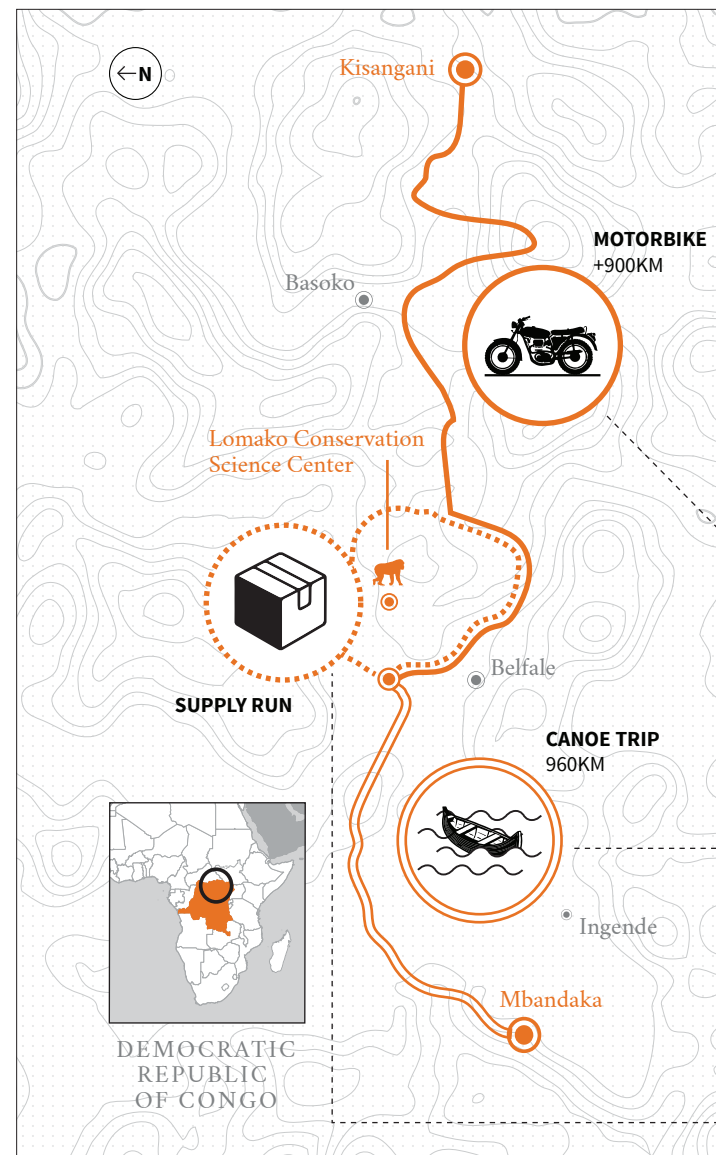 ←N
Kisangani
MOTORBIKE
+900KM
Basoko
Lomako Conservation
Science Center
Belfale
SUPPLY RUN
CANOE TRIP
960KM
Ingende
Mbandaka
DEMOCRATIC
REPUBLIC
OF CONGO